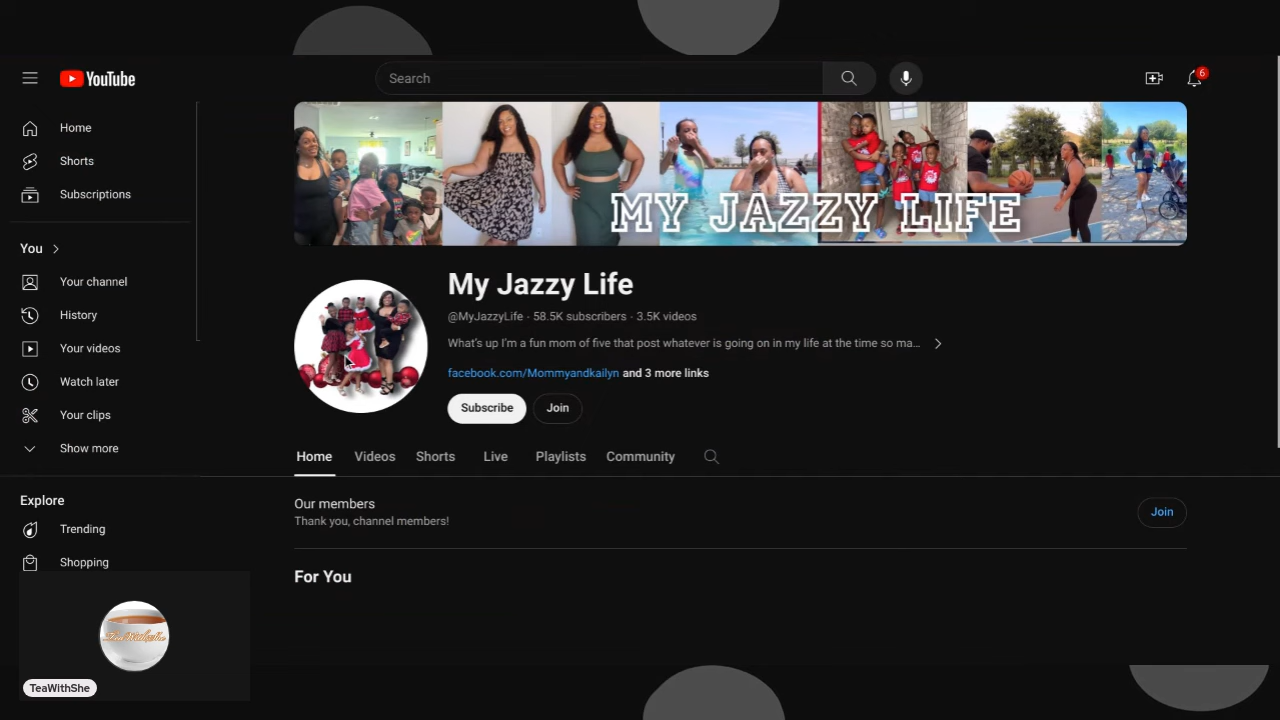 YouTube
Search
6
Home
Shorts
Subscriptions
You
Your channel
History
Your videos
Watch later
Your clips
Show more
Explore
Trending
Shopping
MY JAZZY LIFE
My Jazzy Life
@MyJazzyLife · 58.5K subscribers · 3.5K videos
What's up I'm a fun mom of five that post whatever is going on in my life at the time so ma...
facebook.com/Mommyandkailyn and 3 more links
Subscribe Join
Home Videos Shorts Live Playlists Community
Our members
Thank you, channel members!
Join
For You
TeaWithShe
TeaWithShe